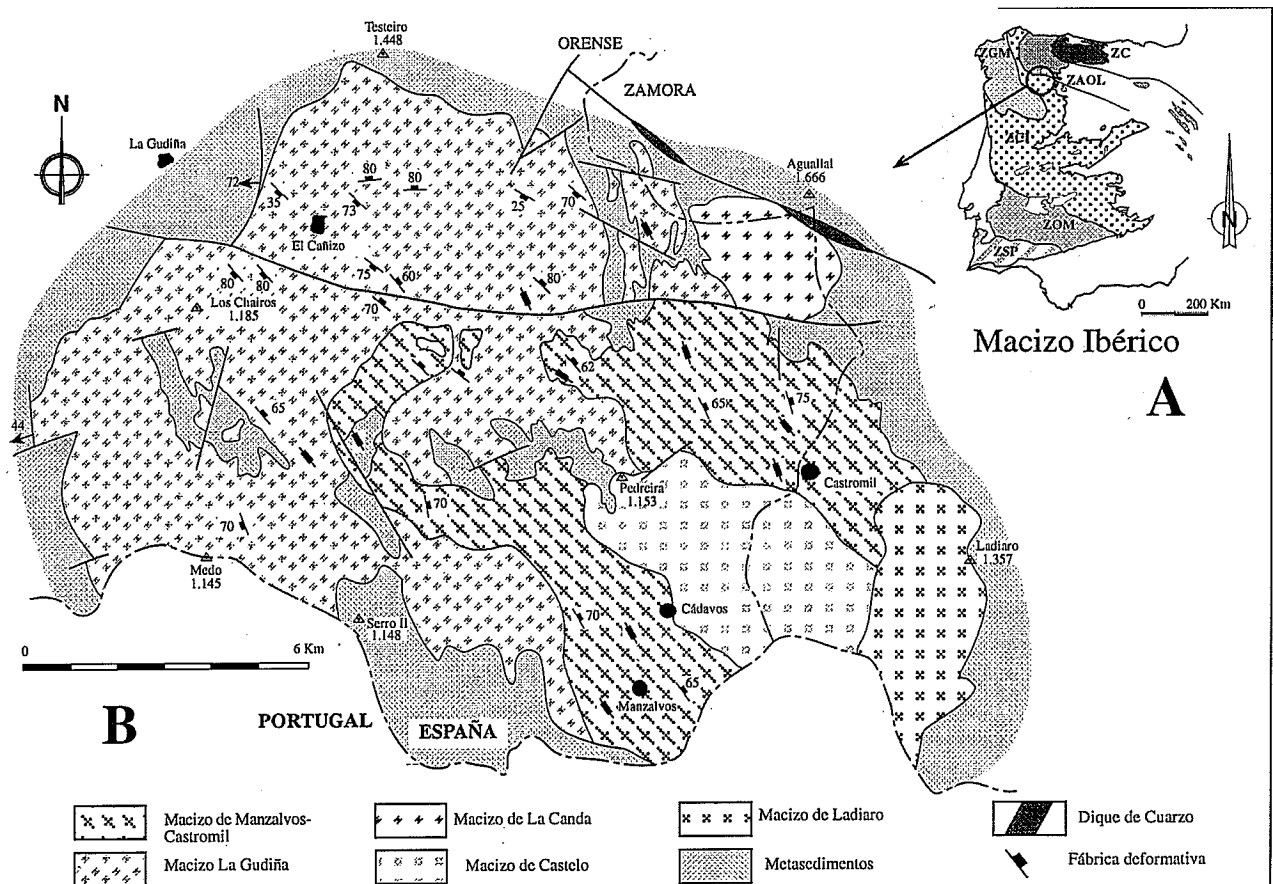 Testeiro
1.448
ORENSE
ZAMORA
N
La Gudiña
Aguallal
1.666
72
35
80
80
73
25
70
El Cañizo
75
60
80
70
80
80
Los Chairos
1.185
62
65
75
65
44
Castromil
Pedreira
1.153
70
70
Medo
1.145
Ladiaro
1.357
Cádavos
70
Serro II
1.148
65
Manzalvos
0
6 Km
B
PORTUGAL
ESPAÑA
ZGM
ZC
ZAOL
ZCI
ZOM
ZSP
N
0
200 Km
Macizo Ibérico
A
Macizo de Manzalvos-
Castromil
Macizo de La Canda
Macizo de Ladiaro
Dique de Cuarzo
Macizo La Gudiña
Macizo de Castelo
Metasedimentos
Fábrica deformativa